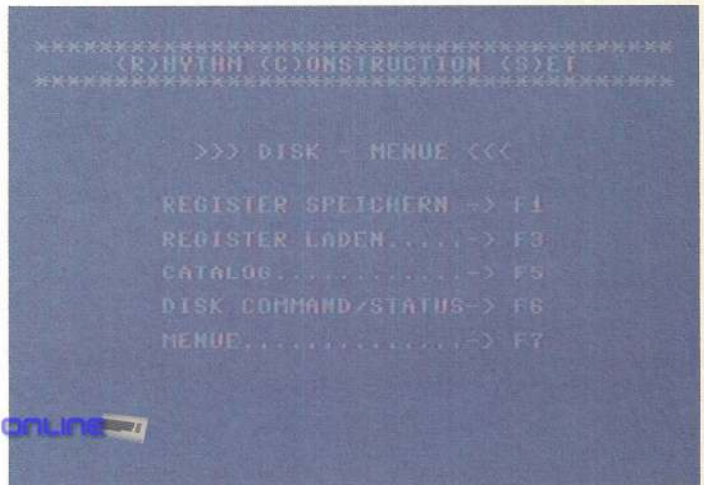 ************************************
(R)HYTHM (C)ONSTRUCTION (S)ET
************************************
>>> DISK - MENUE <<<
REGISTER SPEICHERN -> F1
REGISTER LADEN.....-> F3
CATALOG............-> F5
DISK COMMAND/STATUS-> F6
MENUE..............-> F7
ONLINE